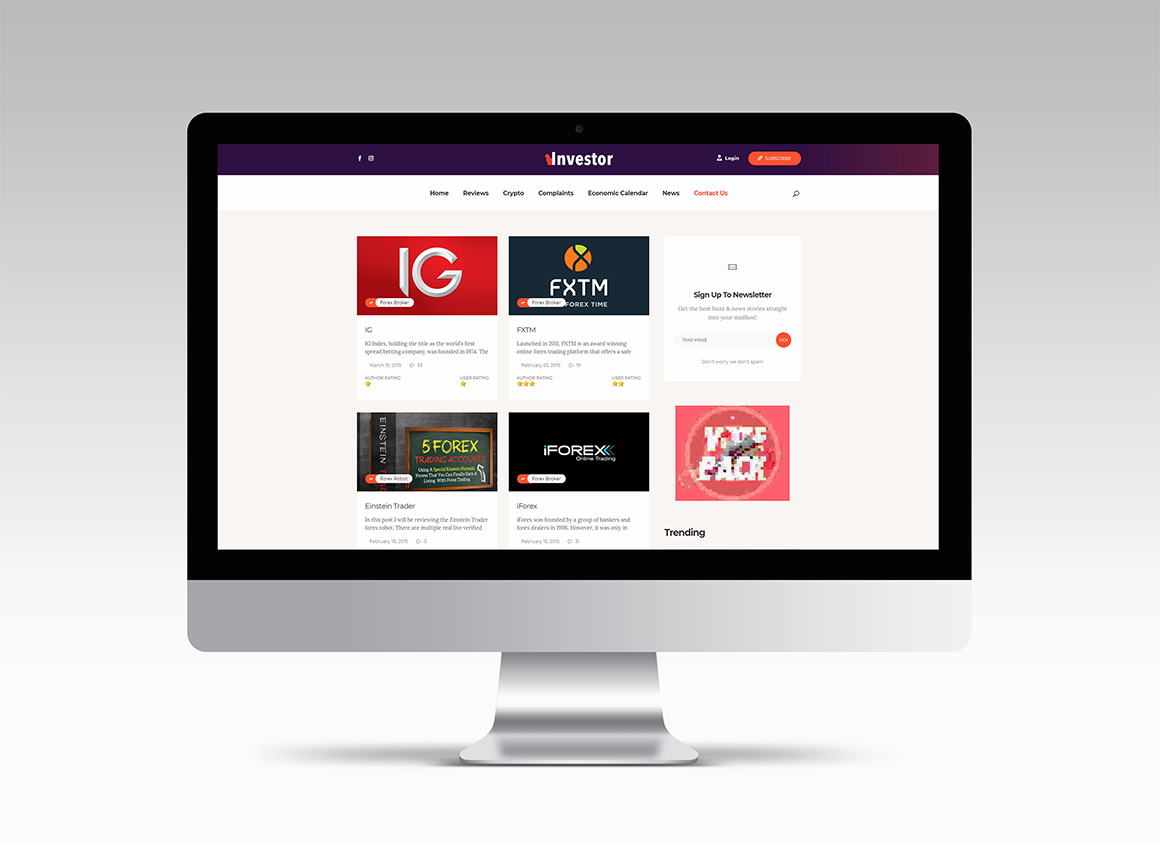 Investor
Login
SUBSCRIBE
Home Reviews Crypto Complaints Economic Calendar News Contact Us
IG
Forex Broker
IG
IG Index, holding the title as the world's first
spread betting company, was founded in 1974. The
March 19, 2015 33
AUTHOR RATING USER RATING
FXTM
FOREX TIME
Forex Broker
FXTM
Launched in 2011, FXTM is an award winning
online forex trading platform that offers a safe
February 23, 2015 19
AUTHOR RATING USER RATING
Sign Up To Newsletter
Get the best buzz & news stories straight
into your mailbox!
Your email GO!
Don't worry we don't spam
EINSTEIN
5 FOREX
TRADING ACCOUNTS
Using A Special Einstein Formula
Proves That You Can Finally Earn A
Living With Forex Trading
Forex Robot
Einstein Trader
In this post I will be reviewing the Einstein Trader
forex robot. There are multiple real live verified
February 18, 2015 0
iFOREX
Online Trading
Forex Broker
iForex
iForex was founded by a group of bankers and
forex dealers in 1996. However, it was only in
February 15, 2015 31
PACK
Trending